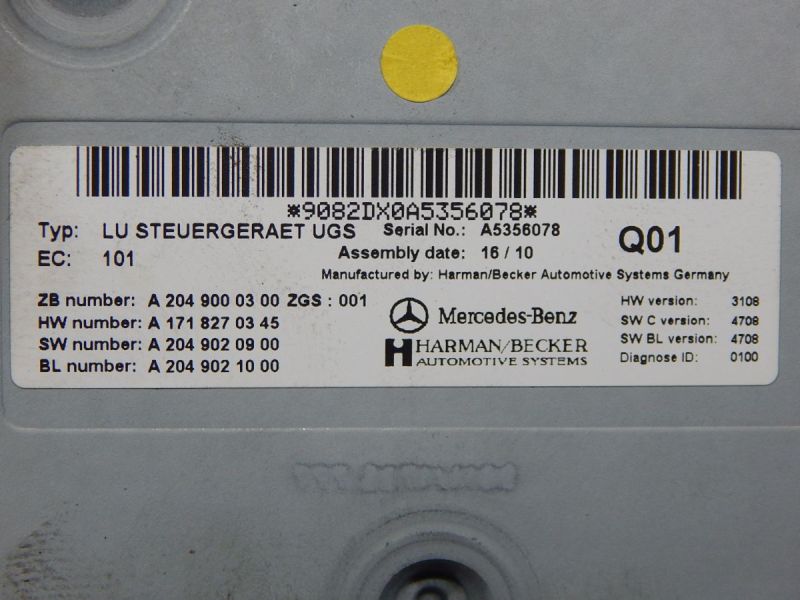 *9082DX0A5356078*
Typ: LU STEUERGERAET UGS Serial No.: A5356078
Q01
EC: 101 Assembly date: 16 / 10
Manufactured by: Harman/Becker Automotive Systems Germany
ZB number: A 204 900 03 00 ZGS : 001
HW number: A 171 827 03 45
SW number: A 204 902 09 00
BL number: A 204 902 10 00
Mercedes-Benz
HARMAN/BECKER
AUTOMOTIVE SYSTEMS
HW version: 3108
SW C version: 4708
SW BL version: 4708
Diagnose ID: 0100